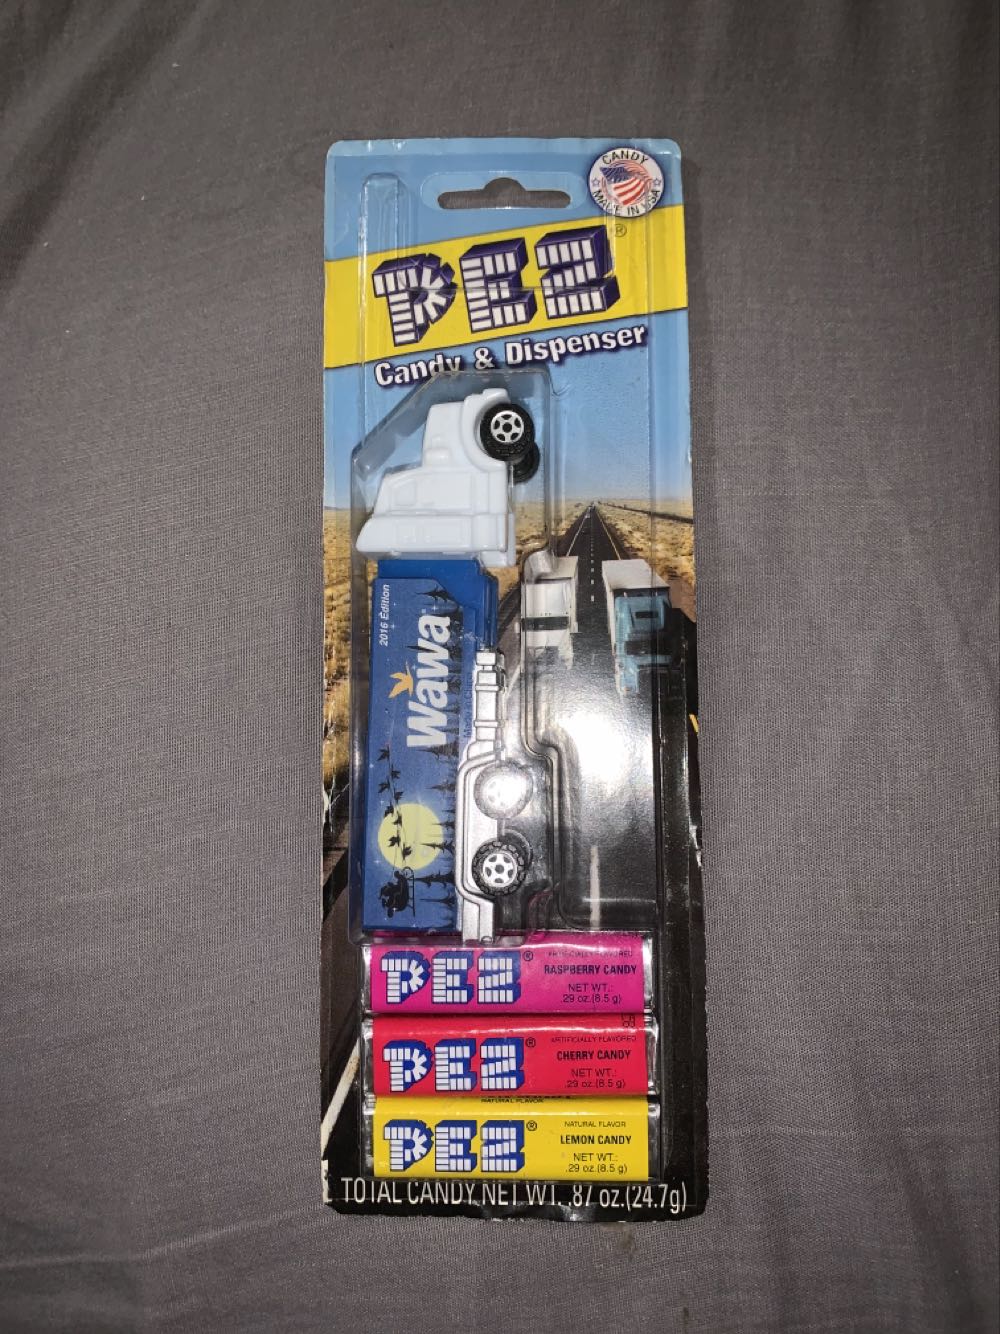 CANDY
MADE IN USA
PEZ®
Candy & Dispenser
2016 Edition
Wawa
PEZ®
RASPBERRY CANDY
NET WT.:
.29 oz.(8.5 g)
PEZ®
ARTIFICIALLY FLAVORED
CHERRY CANDY
NET WT.:
.29 oz.(8.5 g)
NATURAL FLAVOR
PEZ®
NATURAL FLAVOR
LEMON CANDY
NET WT.:
.29 oz.(8.5 g)
TOTAL CANDY NET WT. .87 oz.(24.7g)